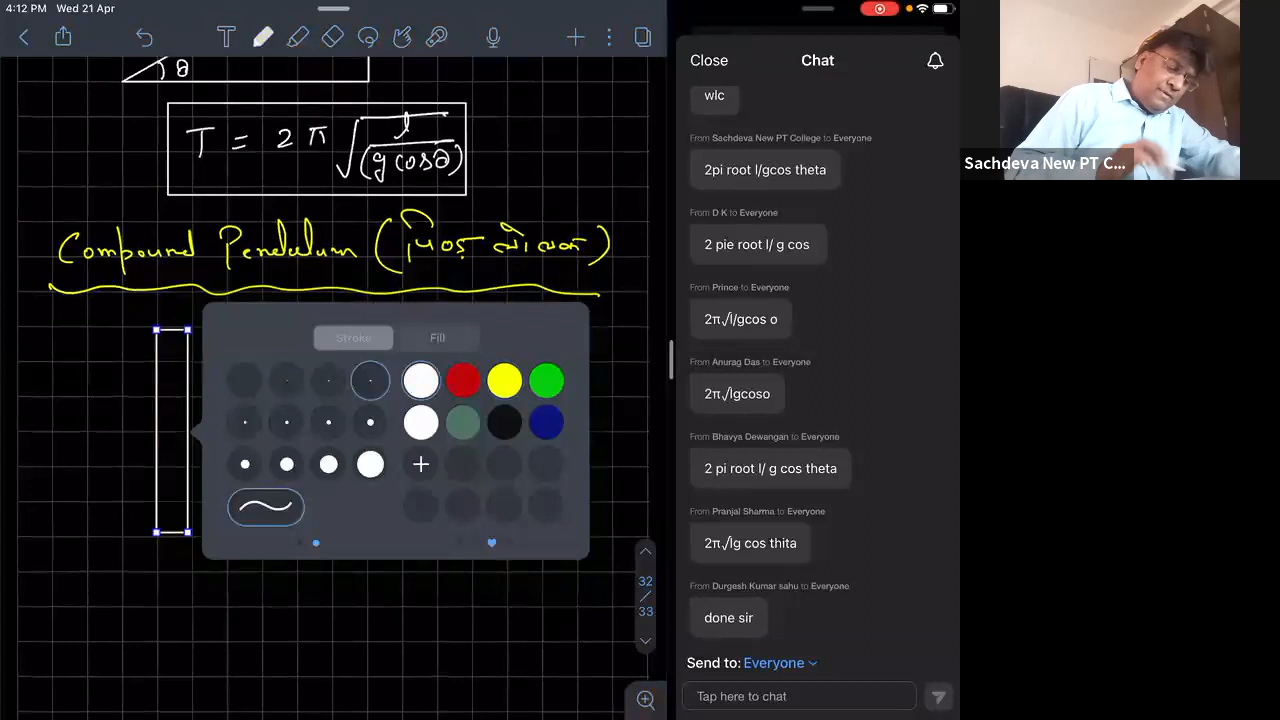 4:12 PM Wed 21 Apr
θ
T = 2π √(l/(g cosθ))
Compound Pendulum (पिण्ड लोलक)
Stroke Fill
32
/
33
Close Chat
wlc
From Sachdeva New PT College to Everyone
2pi root l/gcos theta
From D K to Everyone
2 pie root l/ g cos
From Prince to Everyone
2π√l/gcos o
From Anurag Das to Everyone
2π√lgcoso
From Bhavya Dewangan to Everyone
2 pi root l/ g cos theta
From Pranjal Sharma to Everyone
2π√lg cos thita
From Durgesh Kumar sahu to Everyone
done sir
Send to: Everyone
Tap here to chat
Sachdeva New PT C...